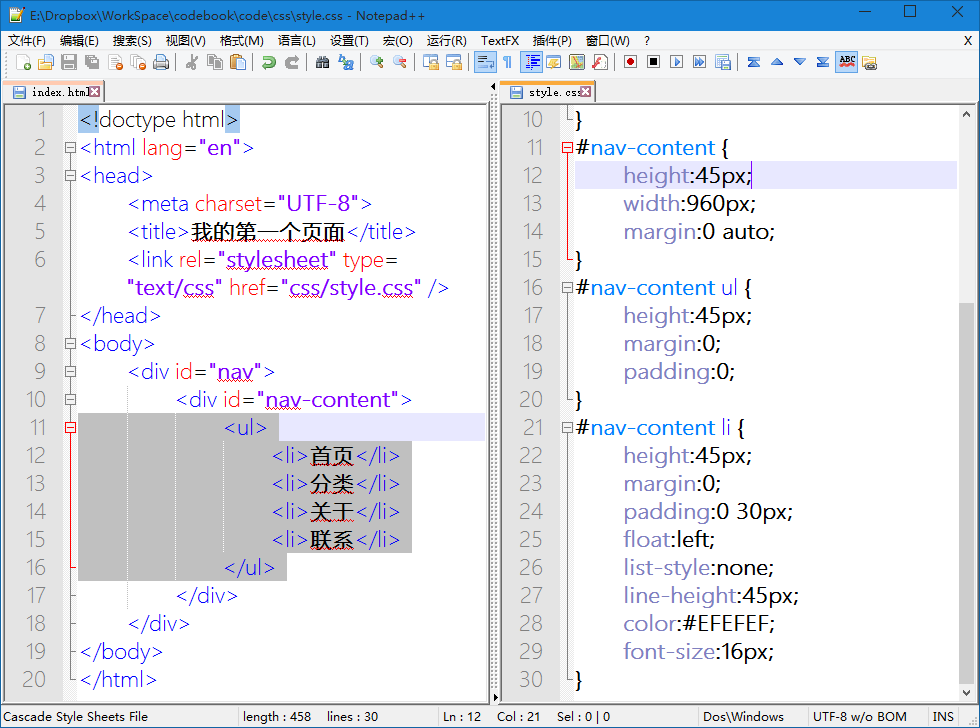 E:\Dropbox\WorkSpace\codebook\code\css\style.css - Notepad++
文件(F) 编辑(E) 搜索(S) 视图(V) 格式(M) 语言(L) 设置(T) 宏(O) 运行(R) TextFX 插件(P) 窗口(W) ? X
index.html
1 <!doctype html>
2 <html lang="en">
3 <head>
4 <meta charset="UTF-8">
5 <title>我的第一个页面</title>
6 <link rel="stylesheet" type=
"text/css" href="css/style.css" />
7 </head>
8 <body>
9 <div id="nav">
10 <div id="nav-content">
11 <ul>
12 <li>首页</li>
13 <li>分类</li>
14 <li>关于</li>
15 <li>联系</li>
16 </ul>
17 </div>
18 </div>
19 </body>
20 </html>
style.css
10 }
11 #nav-content {
12 height:45px;
13 width:960px;
14 margin:0 auto;
15 }
16 #nav-content ul {
17 height:45px;
18 margin:0;
19 padding:0;
20 }
21 #nav-content li {
22 height:45px;
23 margin:0;
24 padding:0 30px;
25 float:left;
26 list-style:none;
27 line-height:45px;
28 color:#EFEFEF;
29 font-size:16px;
30 }
Cascade Style Sheets File length : 458 lines : 30 Ln : 12 Col : 21 Sel : 0 | 0 Dos\Windows UTF-8 w/o BOM INS